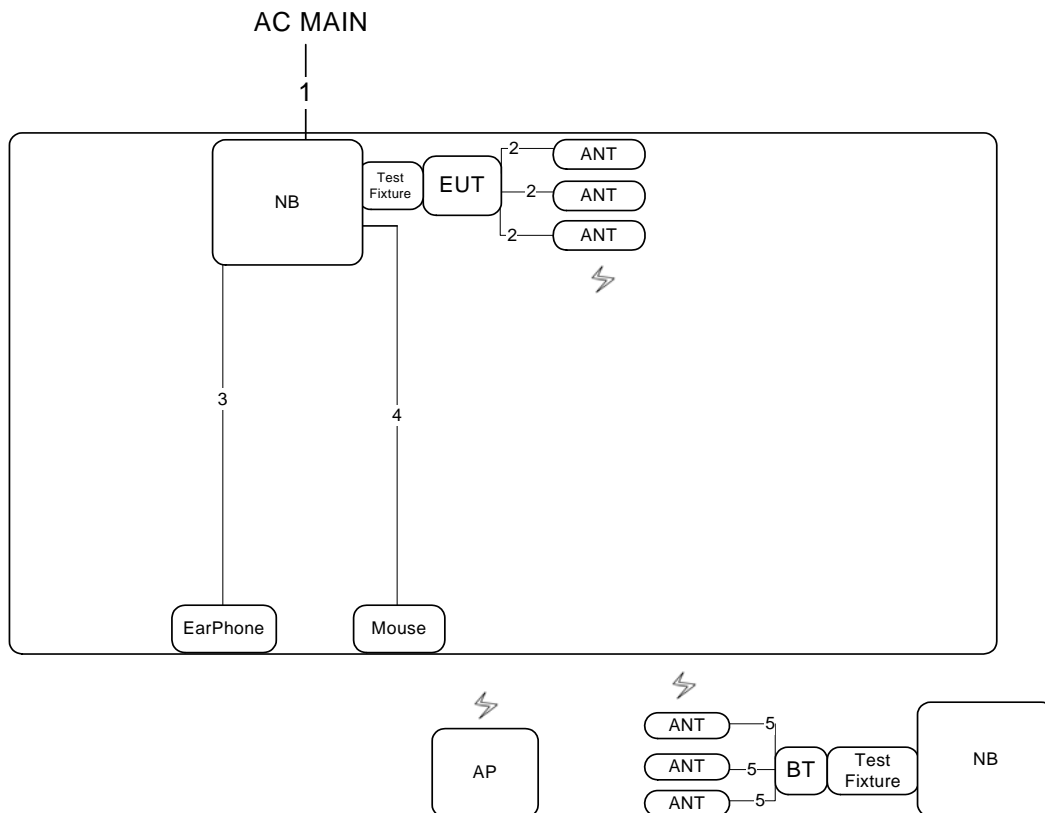 AC MAIN
1
NB
Test
Fixture
EUT
2
ANT
2
ANT
2
ANT
3
4
EarPhone
Mouse
AP
ANT
5
ANT
5
ANT
5
BT
Test
Fixture
NB